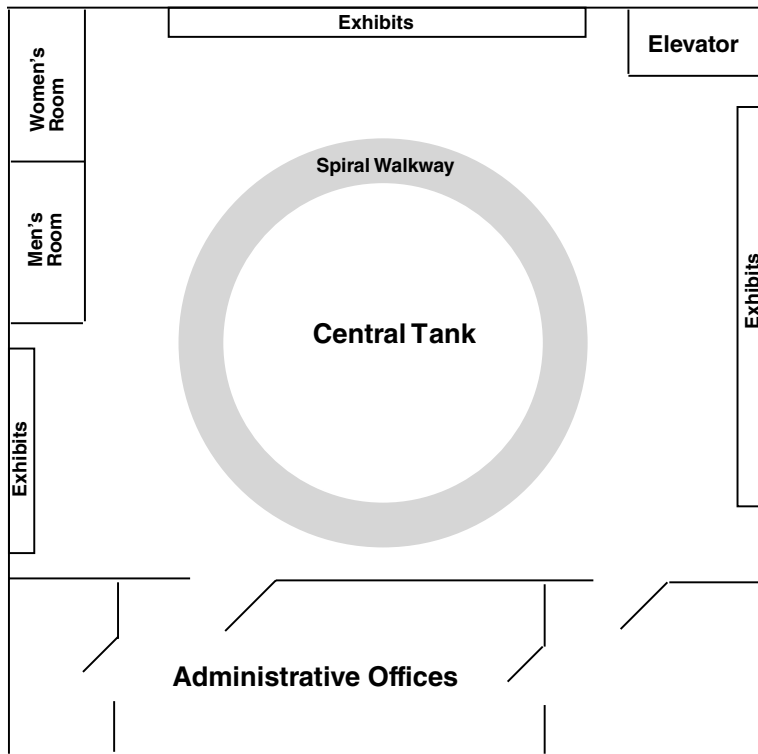 Exhibits
Elevator
Women's
Room
Spiral Walkway
Men's
Room
Exhibits
Central Tank
Exhibits
Administrative Offices